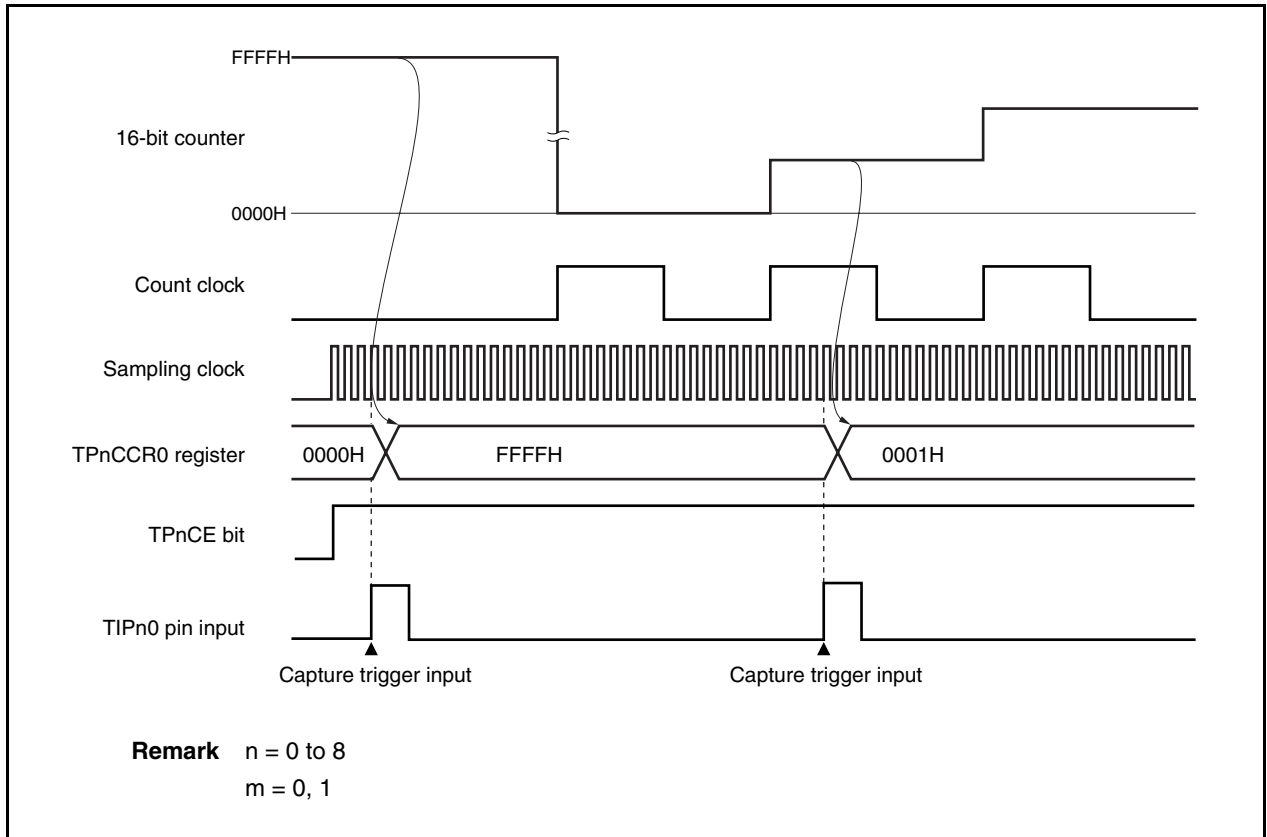 FFFFH
16-bit counter
0000H
Count clock
Sampling clock
TPnCCR0 register
0000H
FFFFH
0001H
TPnCE bit
TIPn0 pin input
Capture trigger input
Capture trigger input
Remark n = 0 to 8
m = 0, 1